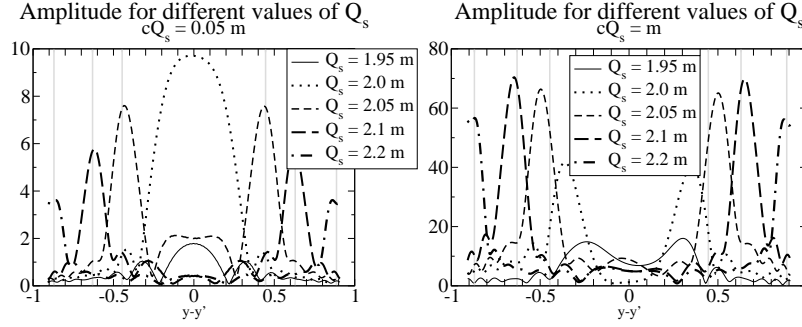 Amplitude for different values of Q_s
cQ_s = 0.05 m
Q_s = 1.95 m
Q_s = 2.0 m
Q_s = 2.05 m
Q_s = 2.1 m
Q_s = 2.2 m
10
8
6
4
2
0
-1 -0.5 0 0.5 1
y-y'
Amplitude for different values of Q_s
cQ_s = m
Q_s = 1.95 m
Q_s = 2.0 m
Q_s = 2.05 m
Q_s = 2.1 m
Q_s = 2.2 m
80
60
40
20
0
-1 -0.5 0 0.5 1
y-y'